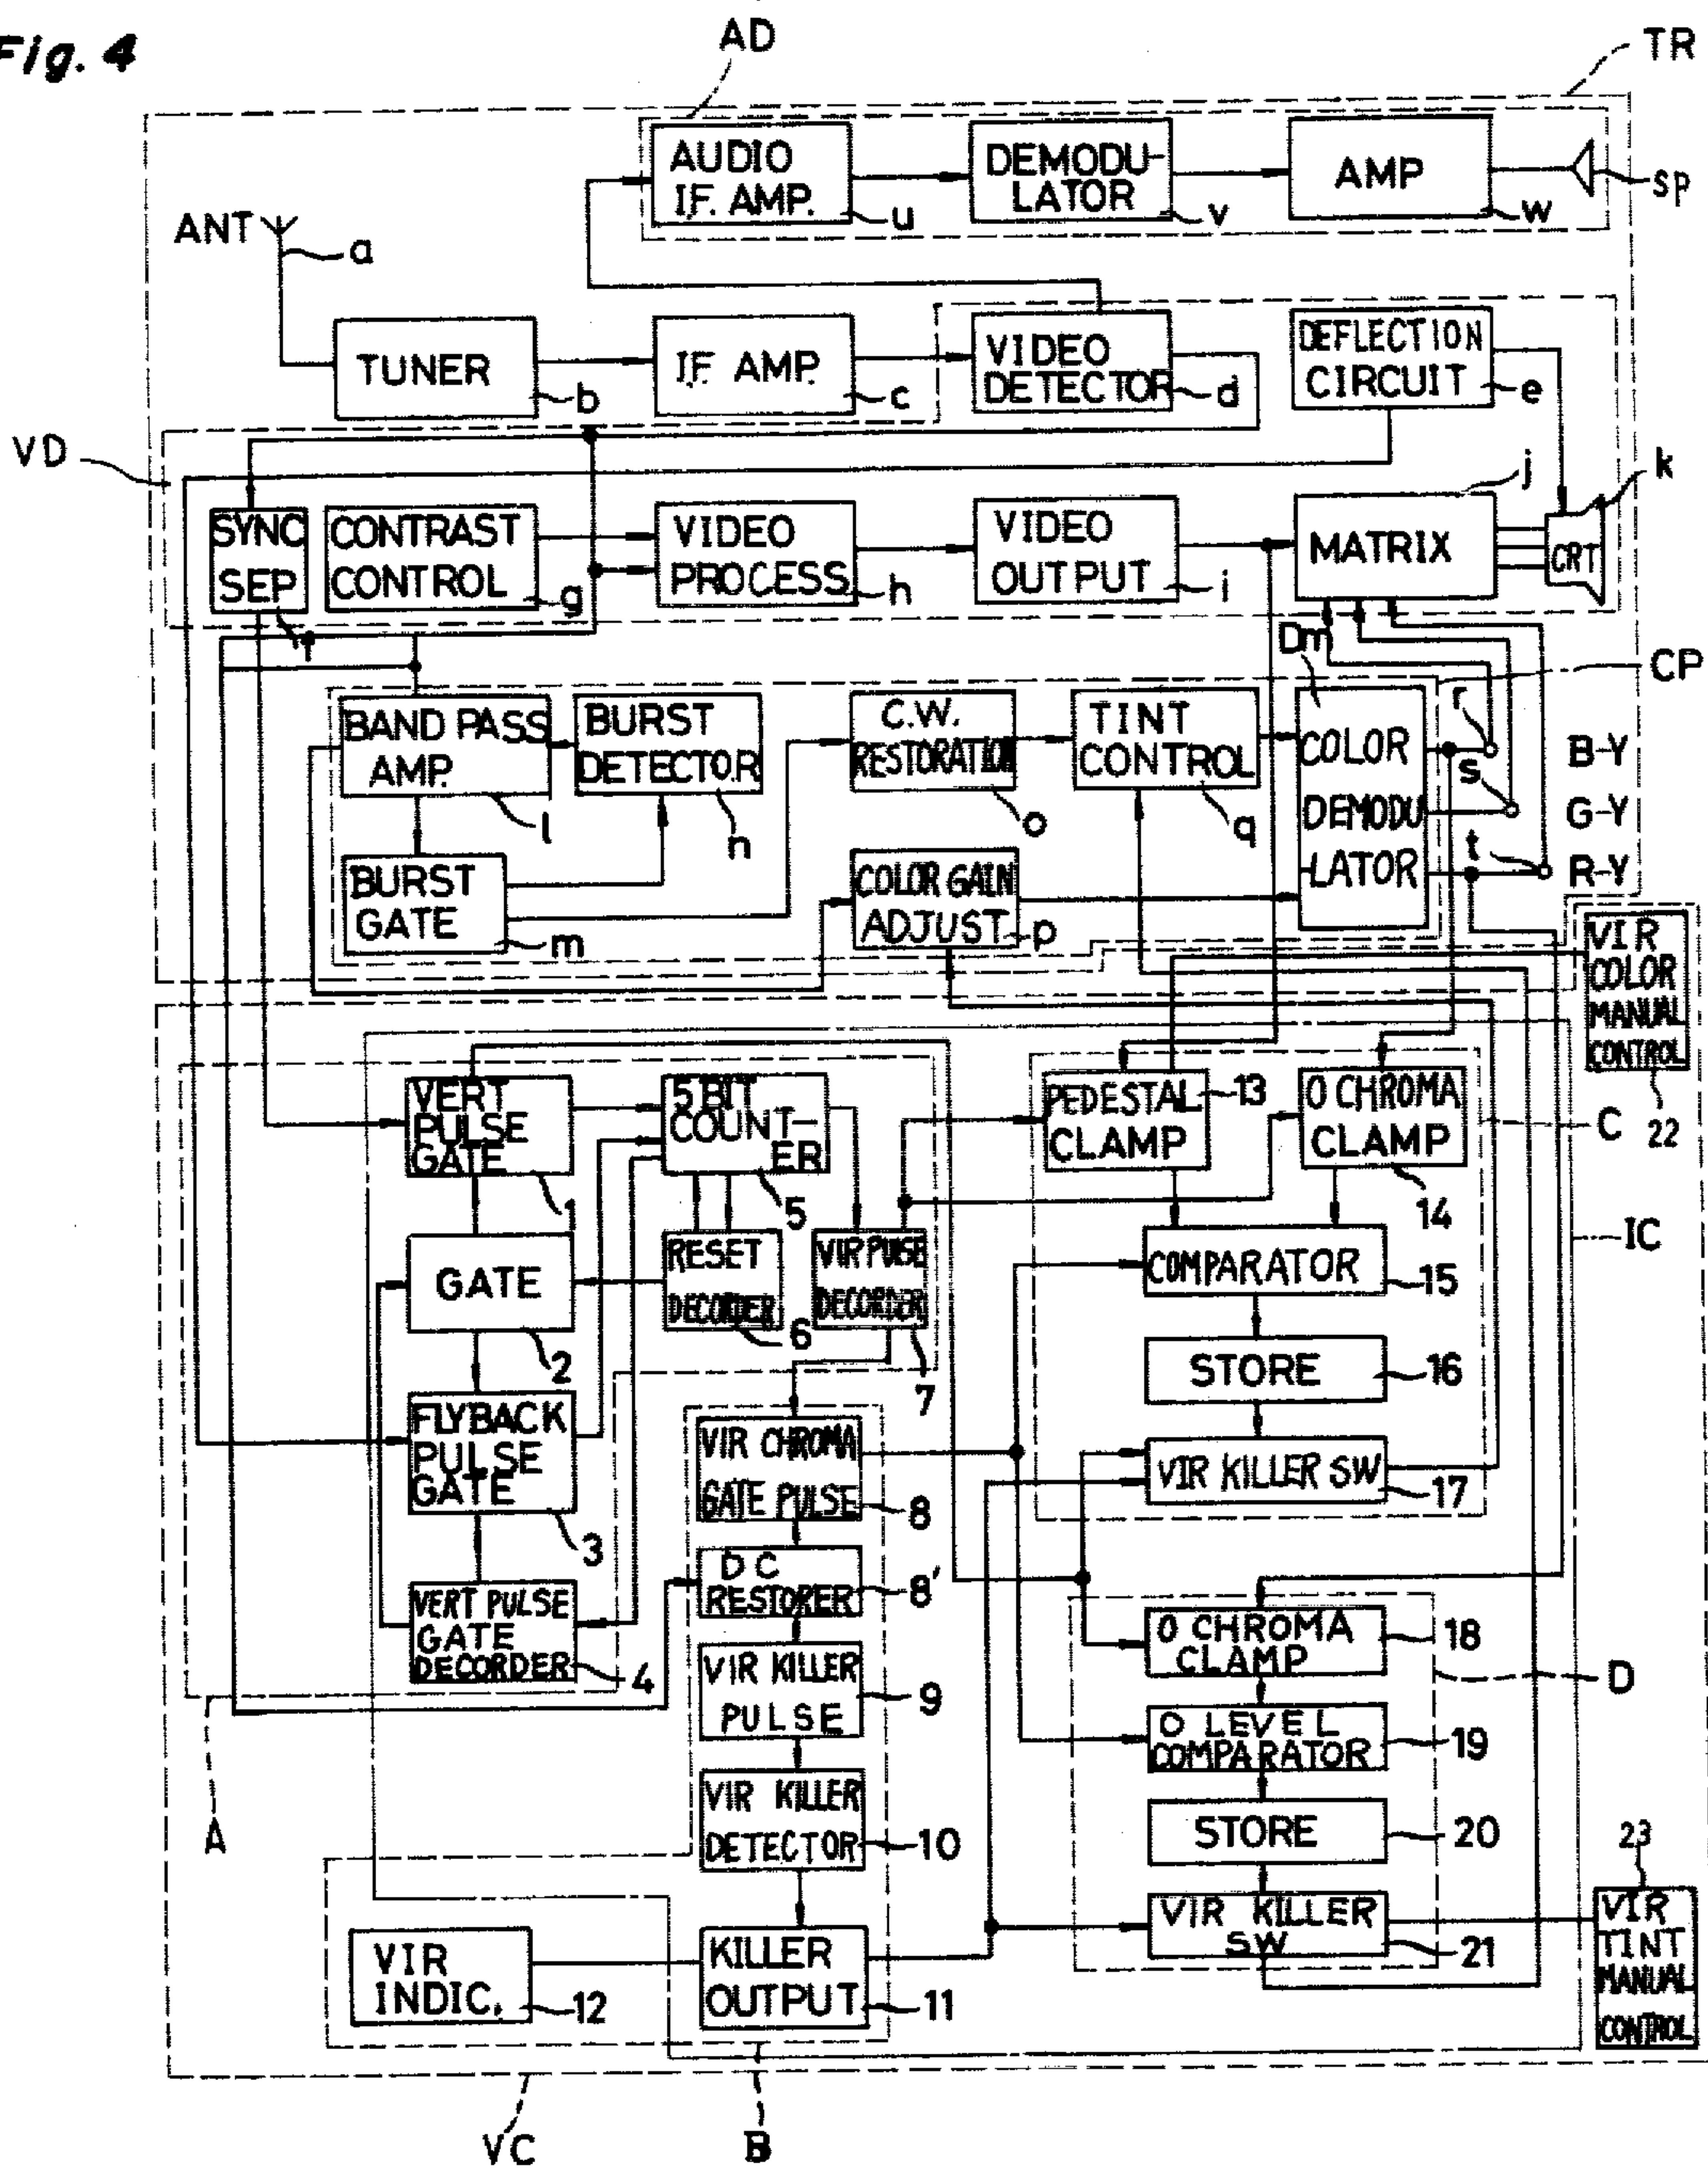 Fig. 4
AD
TR
AUDIO
I.F. AMP.
u
DEMODU-
LATOR
v
AMP
w
sp
ANT
a
TUNER
b
I.F. AMP.
c
VIDEO
DETECTOR
d
DEFLECTION
CIRCUIT
e
VD
SYNC
SEP
f
CONTRAST
CONTROL
g
VIDEO
PROCESS
h
VIDEO
OUTPUT
i
MATRIX
j
k
CRT
Dm
CP
BAND PASS
AMP.
l
BURST
DETECTOR
n
C.W.
RESTORATION
o
TINT
CONTROL
q
COLOR
DEMODU
-LATOR
r
B-Y
s
G-Y
t
R-Y
BURST
GATE
m
COLOR GAIN
ADJUST
p
VIR
COLOR
MANUAL
CONTROL
22
VERT
PULSE
GATE
1
5 BIT
COUNT-
ER
5
PEDESTAL
CLAMP
13
O CHROMA
CLAMP
14
C
GATE
2
RESET
DECORDER
6
VIR PULSE
DECORDER
7
COMPARATOR
15
IC
STORE
16
FLYBACK
PULSE
GATE
3
VIR CHROMA
GATE PULSE
8
VIR KILLER SW
17
VERT PULSE
GATE
DECORDER
4
DC
RESTORER
8'
O CHROMA
CLAMP
18
D
VIR KILLER
PULSE
9
O LEVEL
COMPARATOR
19
A
VIR KILLER
DETECTOR
10
STORE
20
23
VIR
TINT
MANUAL
CONTROL
VIR
INDIC.
12
KILLER
OUTPUT
11
VIR KILLER
SW
21
VC
B